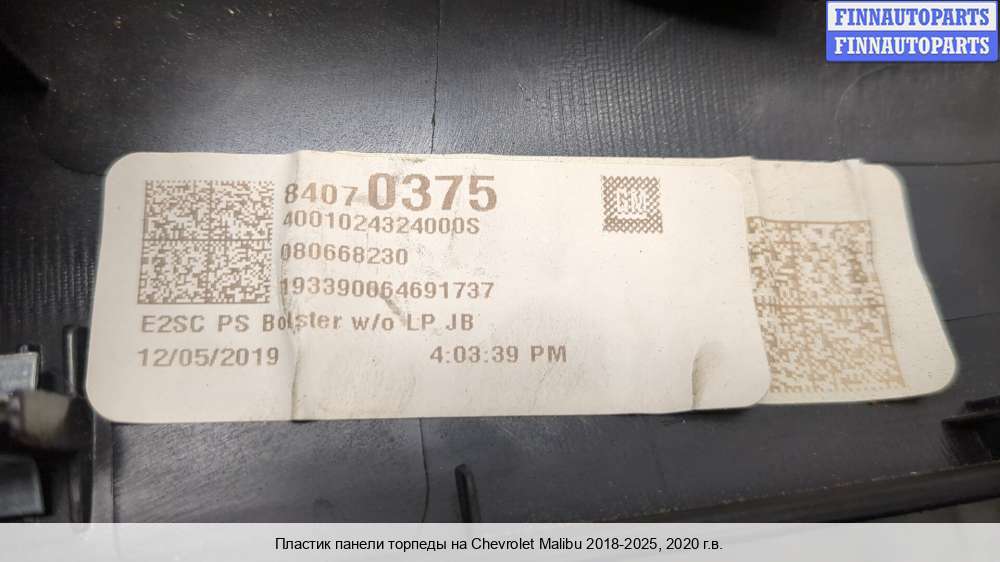 FINNAUTOPARTS
FINNAUTOPARTS
84070375
GM
4001024324000S
080668230
193390064691737
E2SC PS Bolster w/o LP JB
12/05/2019 4:03:39 PM
Пластик панели торпеды на Chevrolet Malibu 2018-2025, 2020 г.в.